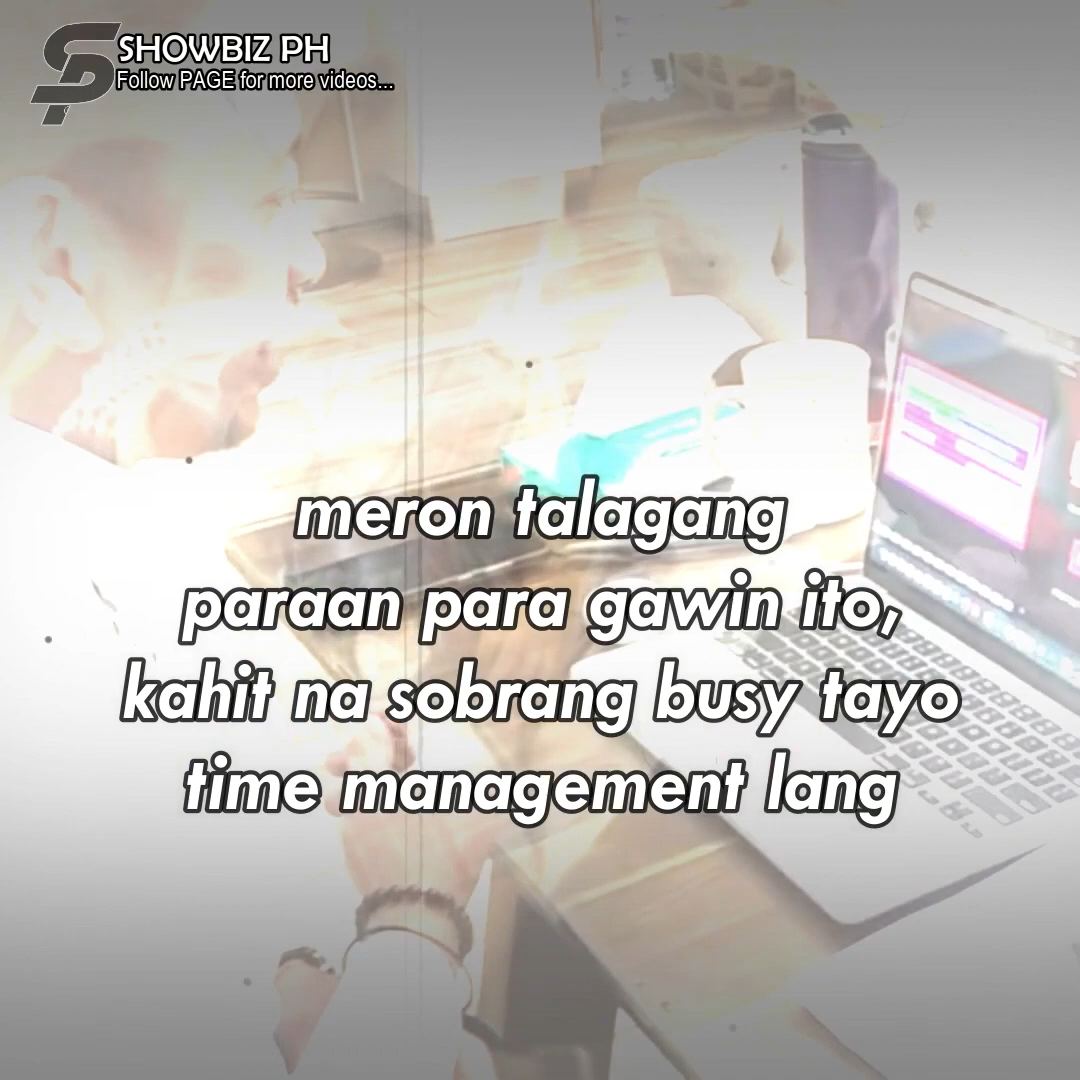 SHOWBIZ PH
Follow PAGE for more videos...
meron talagang
paraan para gawin ito,
kahit na sobrang busy tayo
time management lang